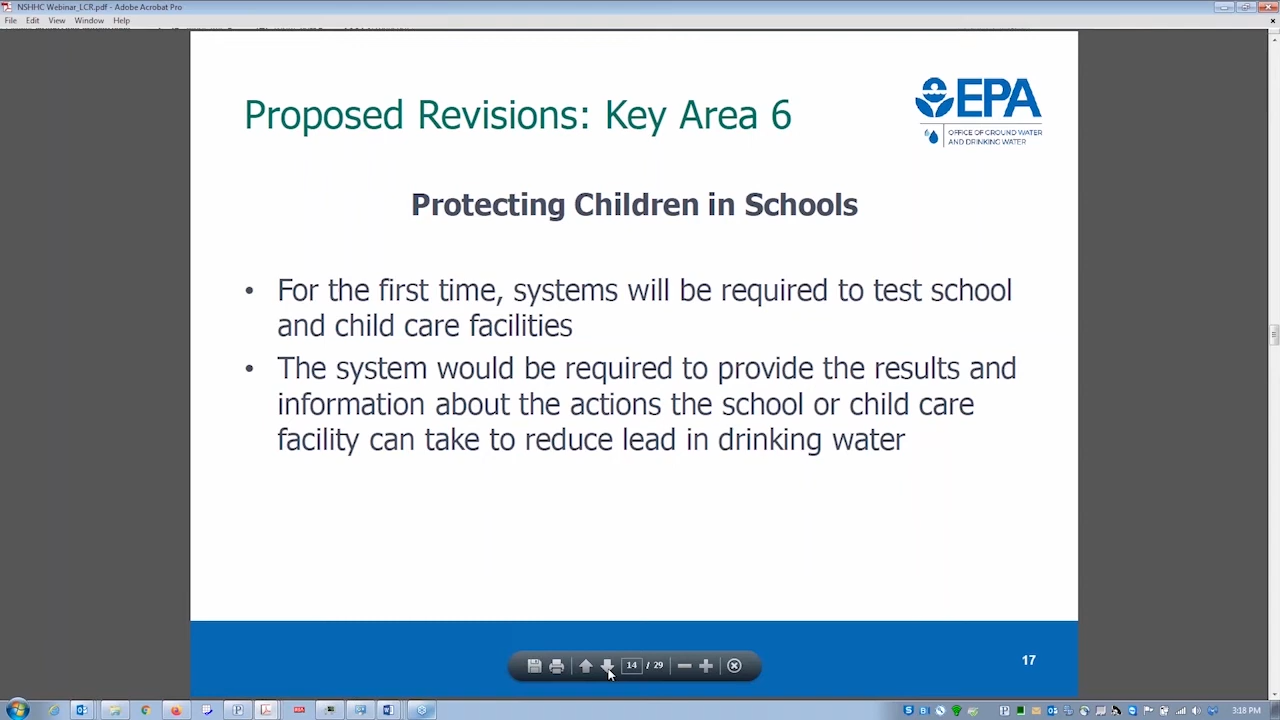 NSHHC Webinar_LCR.pdf - Adobe Acrobat Pro
File Edit View Window Help
Proposed Revisions: Key Area 6
EPA
OFFICE OF GROUND WATER
AND DRINKING WATER
Protecting Children in Schools
• For the first time, systems will be required to test school
and child care facilities
• The system would be required to provide the results and
information about the actions the school or child care
facility can take to reduce lead in drinking water
14 / 29
17
3:18 PM